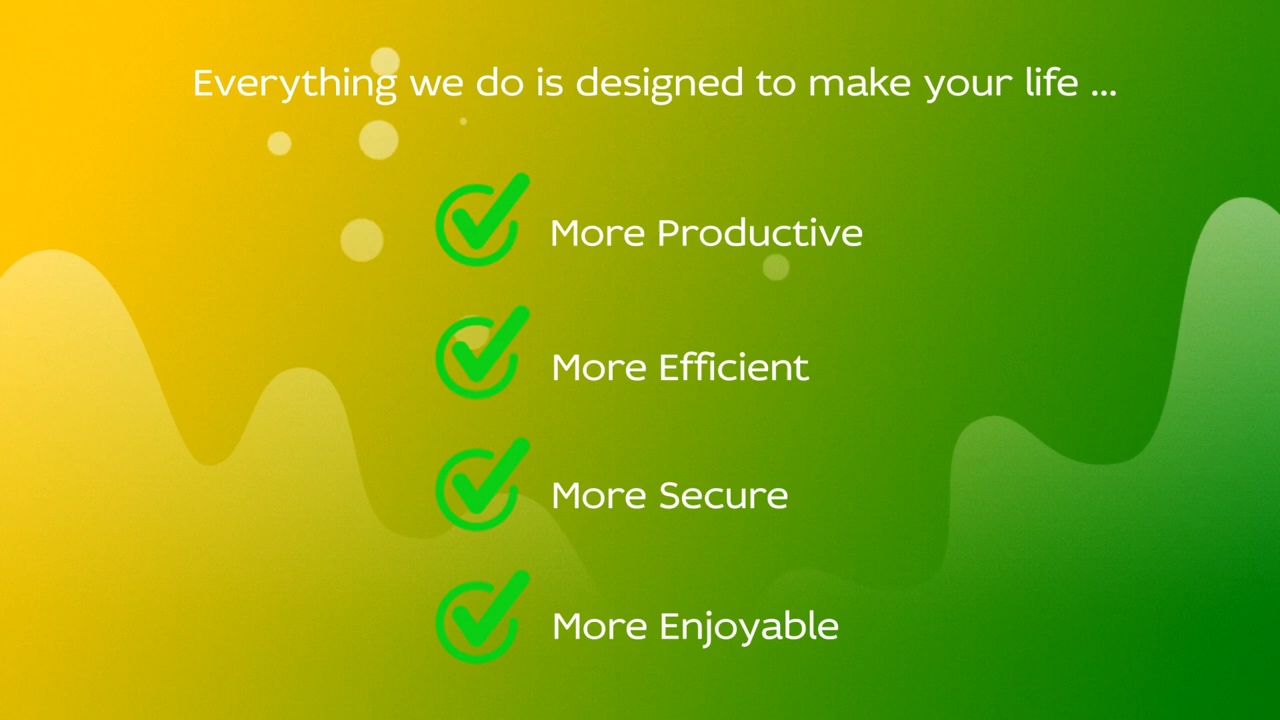 Everything we do is designed to make your life ...
More Productive
More Efficient
More Secure
More Enjoyable